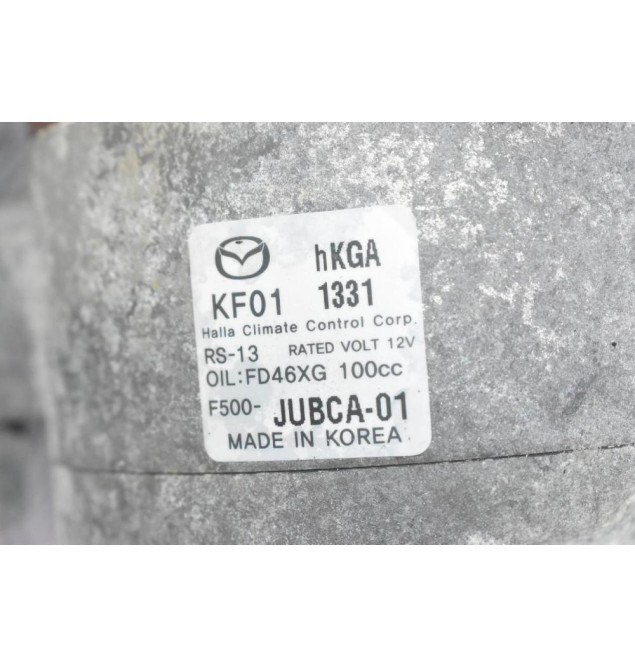 hKGA
KF01 1331
Halla Climate Control Corp.
RS-13 RATED VOLT 12V
OIL:FD46XG 100cc
F500-JUBCA-01
MADE IN KOREA